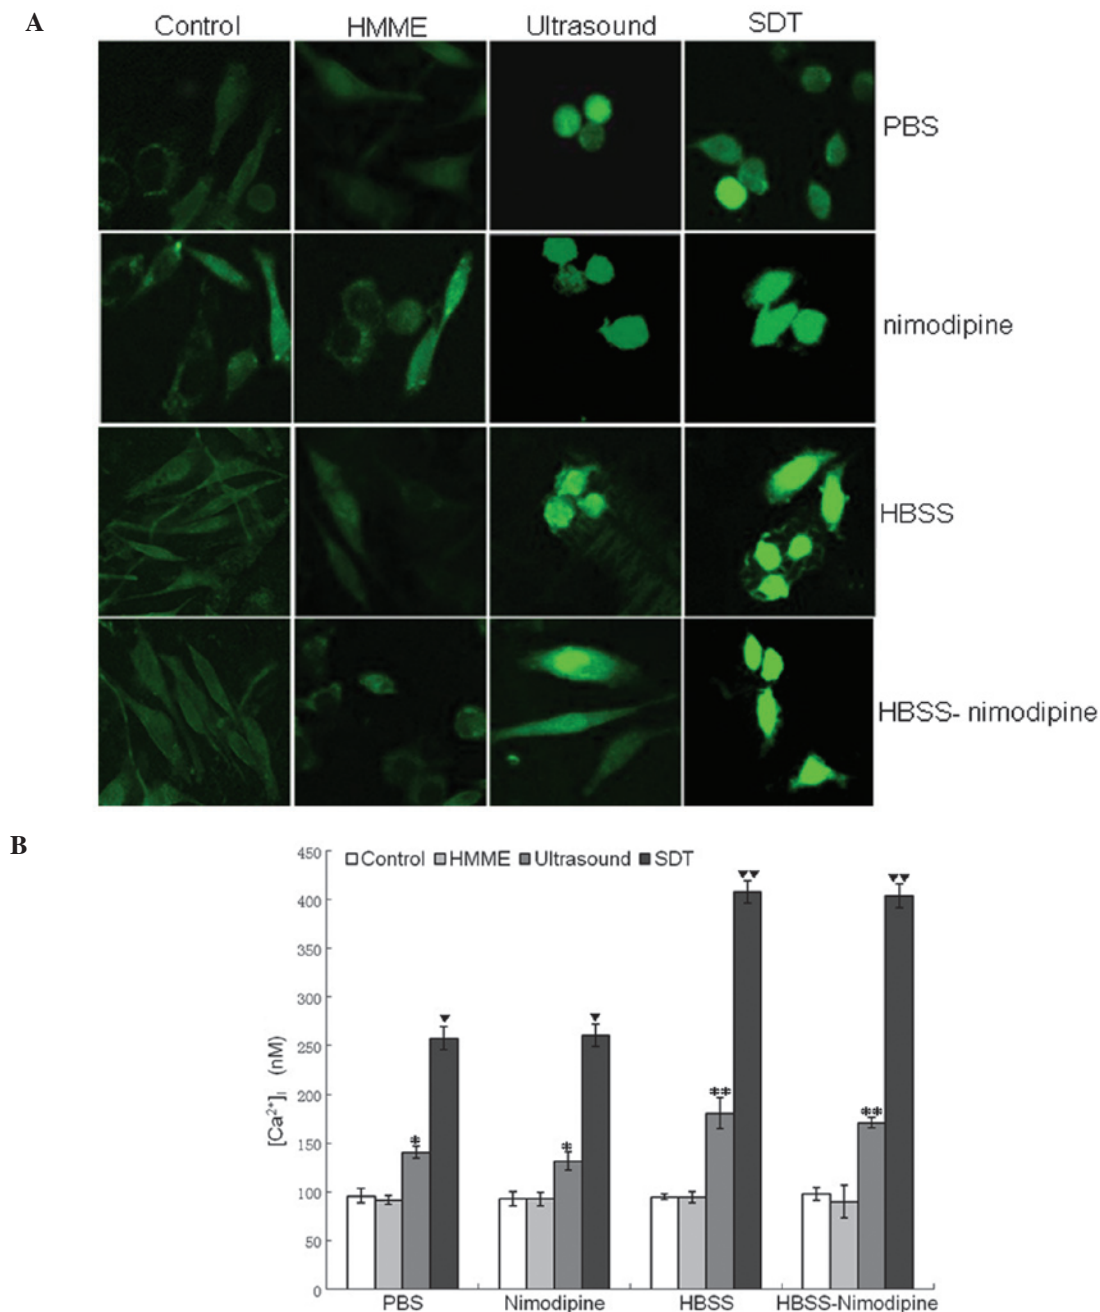 A
Control HMME Ultrasound SDT
PBS
nimodipine
HBSS
HBSS- nimodipine
B
Control HMME Ultrasound SDT
450
400
350
300
250
200
150
100
50
0
[Ca²⁺]ᵢ (nM)
▼ ▼ ▼▼ ▼▼
* * ** **
PBS Nimodipine HBSS HBSS-Nimodipine